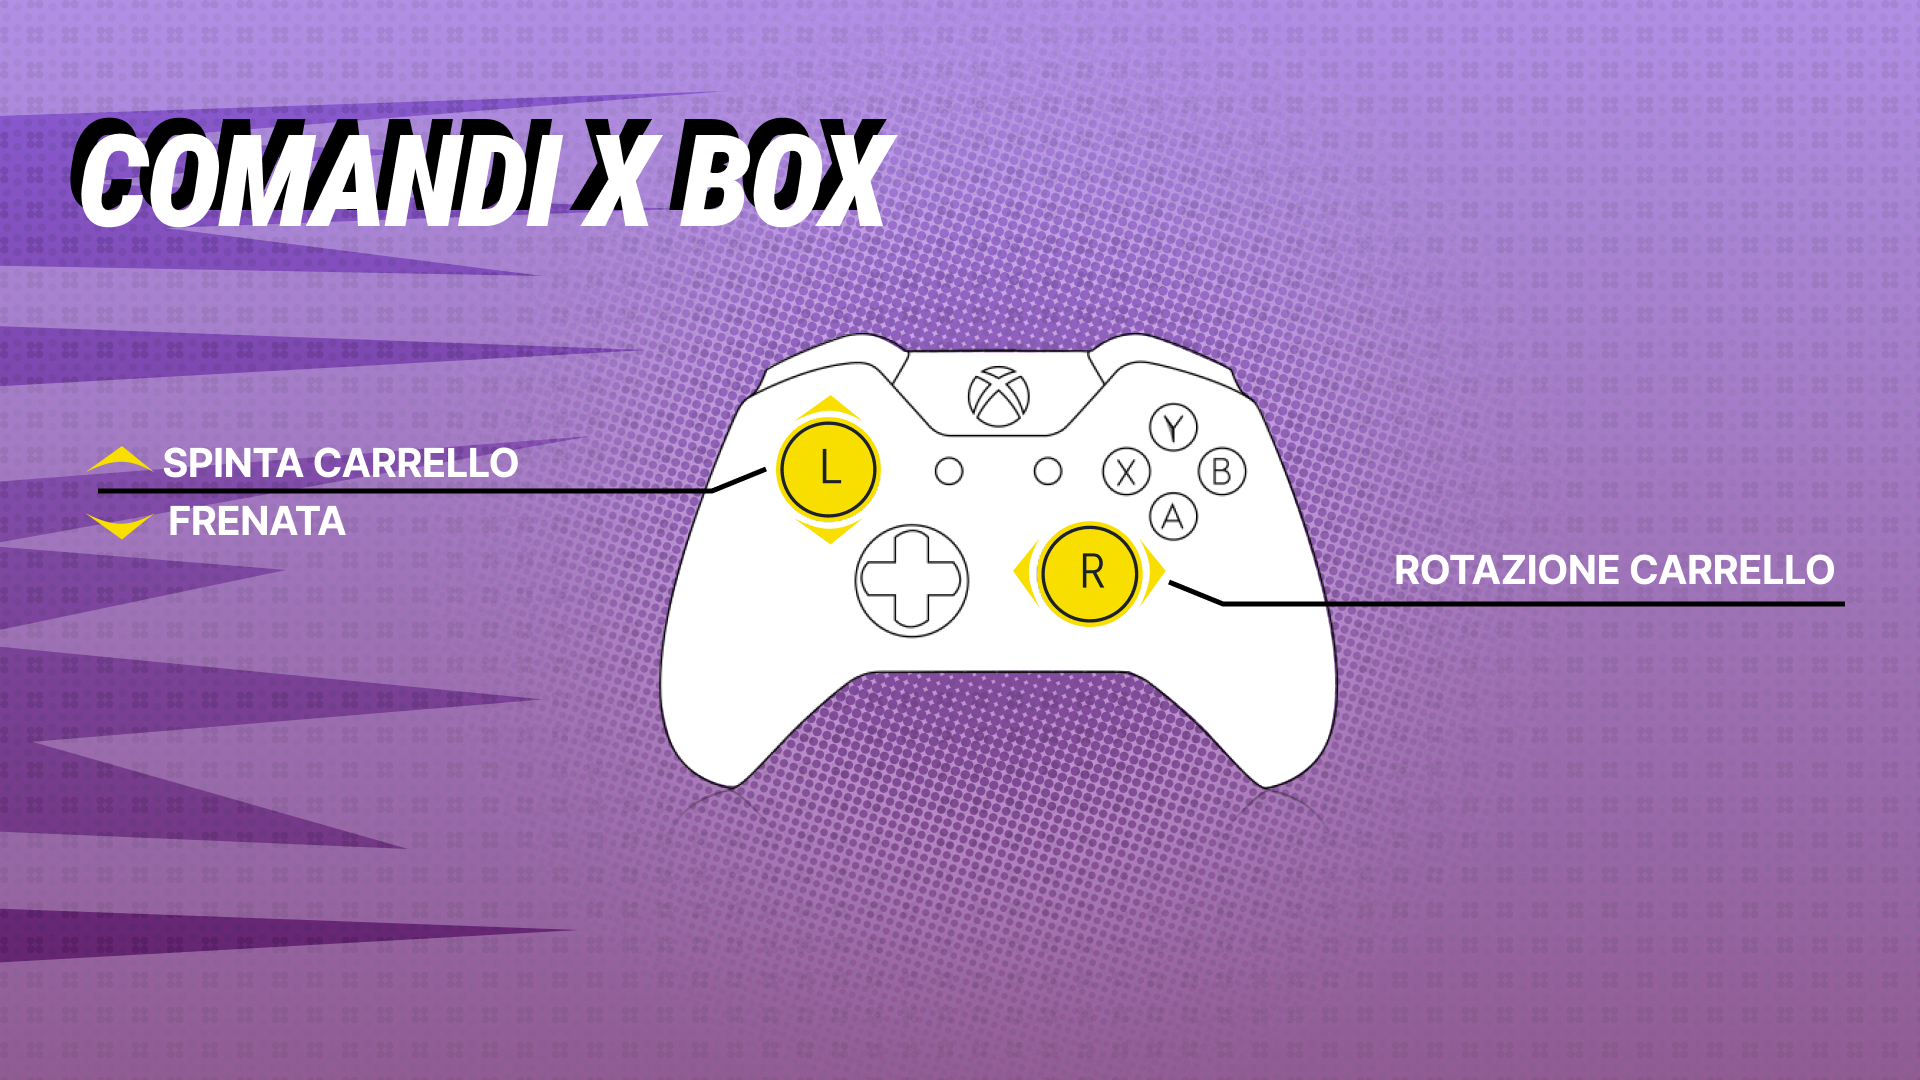 COMANDI X BOX
SPINTA CARRELLO
FRENATA
L
R
Y
X
B
A
ROTAZIONE CARRELLO